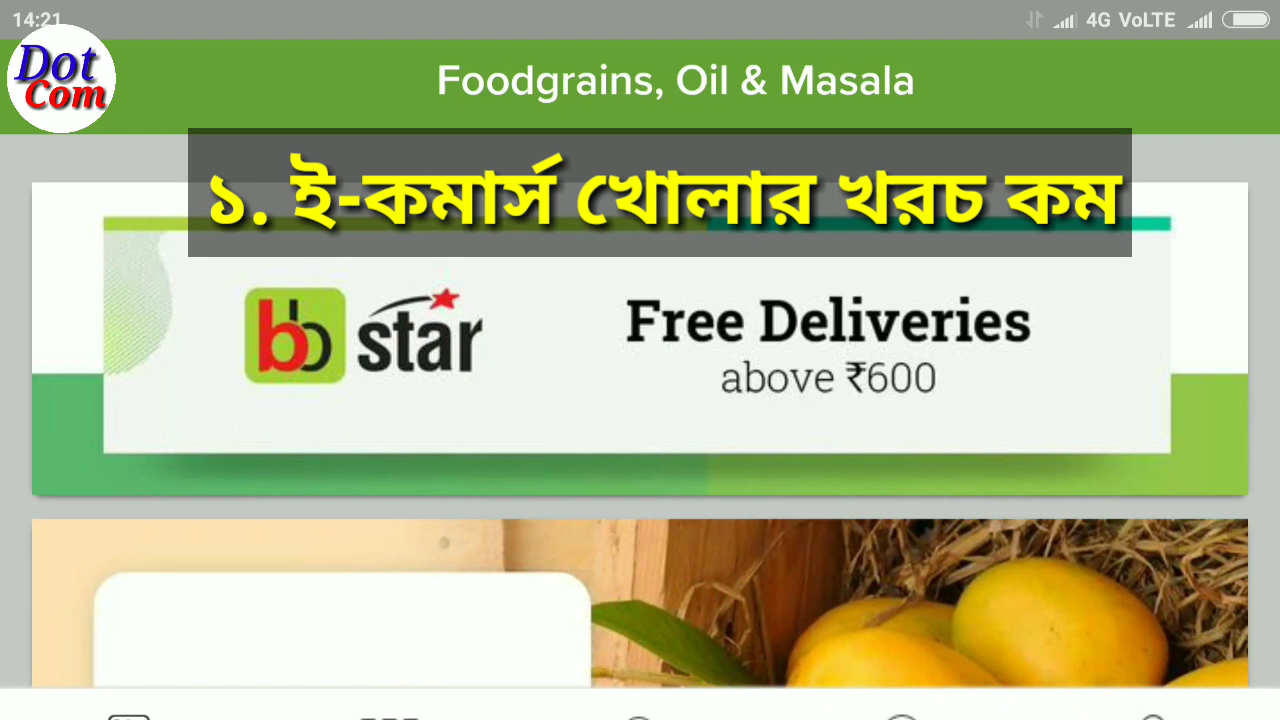 14:21
4G VoLTE
Dot
Com
Foodgrains, Oil & Masala
১. ই-কমার্স খোলার খরচ কম
bb star
Free Deliveries
above ₹600